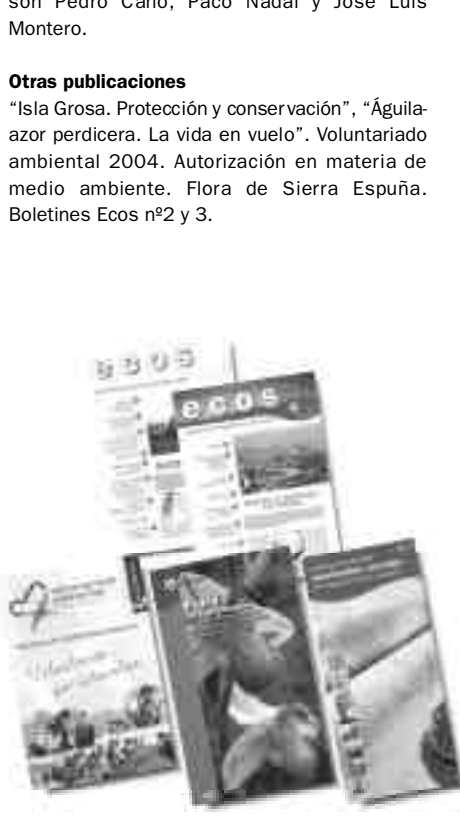 son Pedro Cano, Paco Nadal y José Luis
Montero.
Otras publicaciones
“Isla Grosa. Protección y conservación”, “Águila-
azor perdicera. La vida en vuelo”. Voluntariado
ambiental 2004. Autorización en materia de
medio ambiente. Flora de Sierra Espuña.
Boletines Ecos nº2 y 3.
ecos
ecos